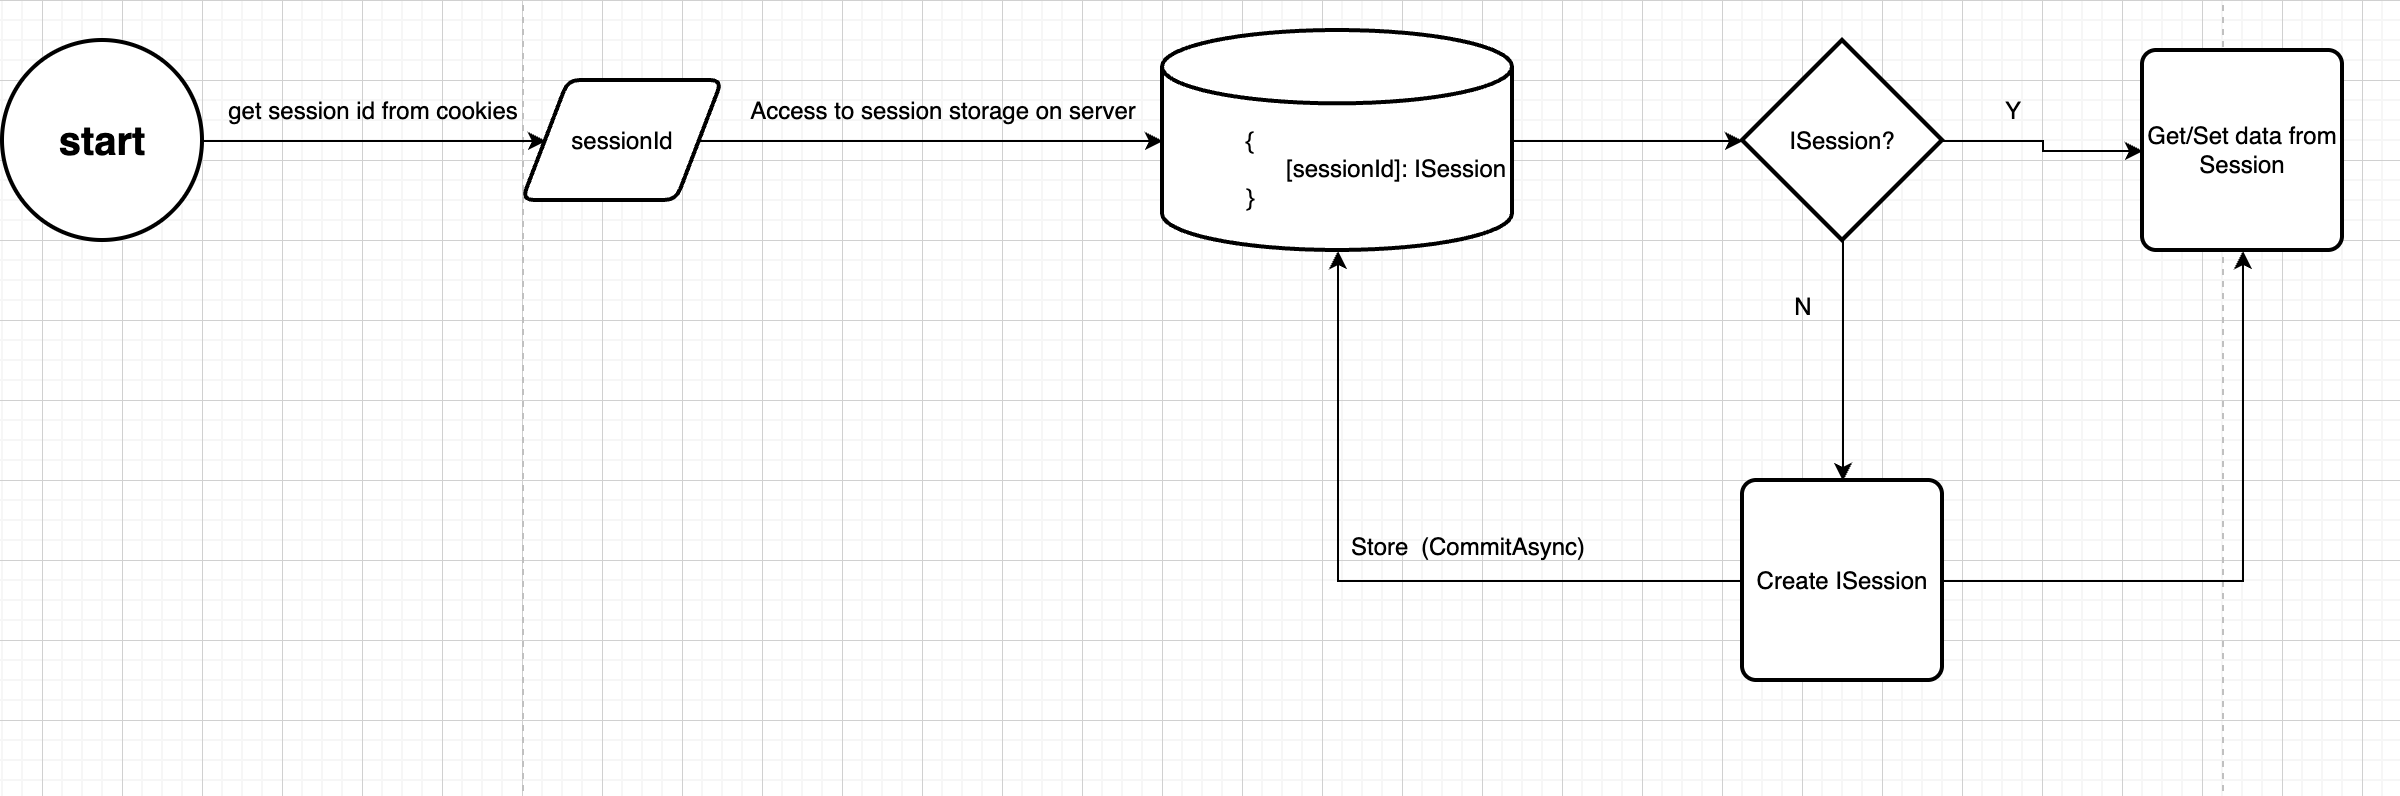 start
get session id from cookies
sessionId
Access to session storage on server
{
[sessionId]: ISession
}
ISession?
Y
Get/Set data from
Session
N
Store  (CommitAsync)
Create ISession